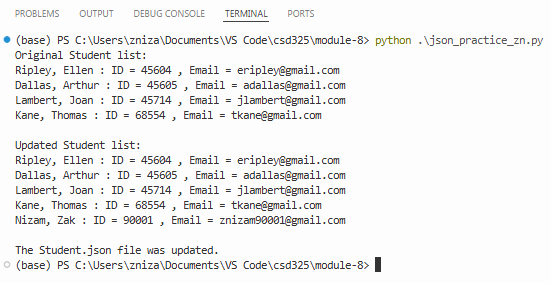 PROBLEMS OUTPUT DEBUG CONSOLE TERMINAL PORTS
(base) PS C:\Users\zniza\Documents\VS Code\csd325\module-8> python .\json_practice_zn.py
Original Student list:
Ripley, Ellen : ID = 45604 , Email = eripley@gmail.com
Dallas, Arthur : ID = 45605 , Email = adallas@gmail.com
Lambert, Joan : ID = 45714 , Email = jlambert@gmail.com
Kane, Thomas : ID = 68554 , Email = tkane@gmail.com
Updated Student list:
Ripley, Ellen : ID = 45604 , Email = eripley@gmail.com
Dallas, Arthur : ID = 45605 , Email = adallas@gmail.com
Lambert, Joan : ID = 45714 , Email = jlambert@gmail.com
Kane, Thomas : ID = 68554 , Email = tkane@gmail.com
Nizam, Zak : ID = 90001 , Email = znizam90001@gmail.com
The Student.json file was updated.
(base) PS C:\Users\zniza\Documents\VS Code\csd325\module-8>